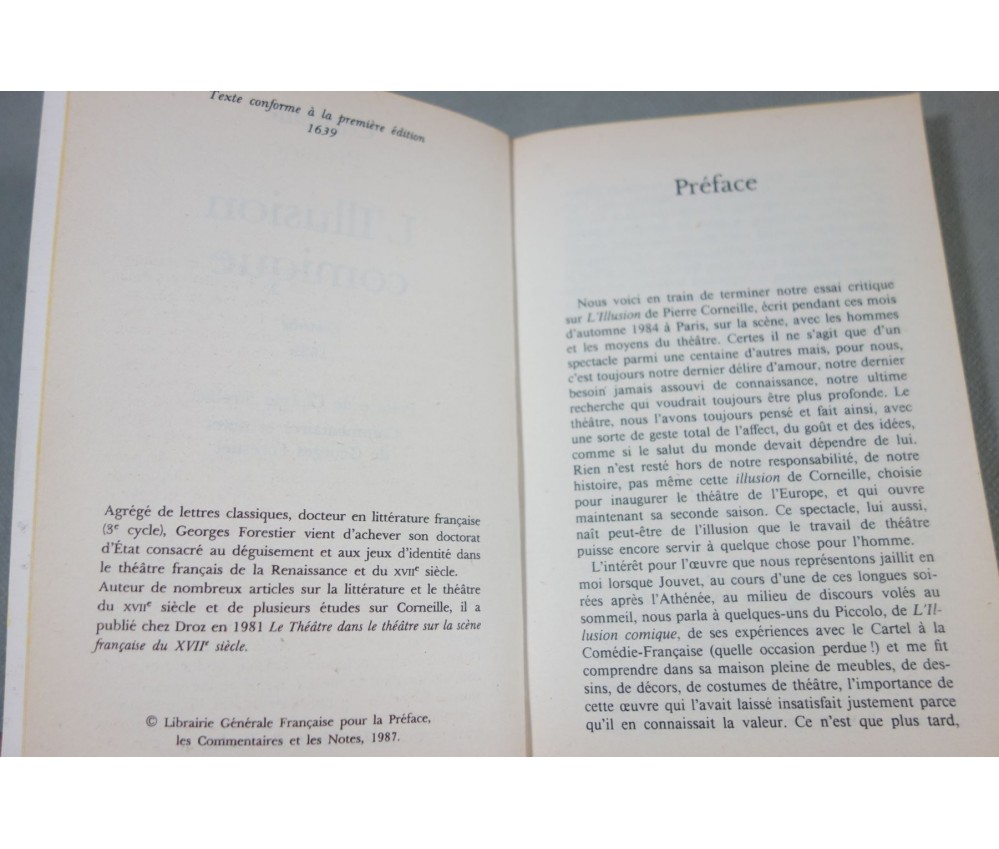 Texte conforme à la première édition
1639
L'Illusion
comique
Agrégé de lettres classiques, docteur en littérature française
(3e cycle), Georges Forestier vient d'achever son doctorat
d'État consacré au déguisement et aux jeux d'identité dans
le théâtre français de la Renaissance et du XVIIe siècle.
Auteur de nombreux articles sur la littérature et le théâtre
du XVIIe siècle et de plusieurs études sur Corneille, il a
publié chez Droz en 1981 Le Théâtre dans le théâtre sur la scène
française du XVIIe siècle.
© Librairie Générale Française pour la Préface,
les Commentaires et les Notes, 1987.
Préface
Nous voici en train de terminer notre essai critique
sur L'Illusion de Pierre Corneille, écrit pendant ces mois
d'automne 1984 à Paris, sur la scène, avec les hommes
et les moyens du théâtre. Certes il ne s'agit que d'un
spectacle parmi une centaine d'autres mais, pour nous,
c'est toujours notre dernier délire d'amour, notre dernier
besoin jamais assouvi de connaissance, notre ultime
recherche qui voudrait toujours être plus profonde. Le
théâtre, nous l'avons toujours pensé et fait ainsi, avec
une sorte de geste total de l'affect, du goût et des idées,
comme si le salut du monde devait dépendre de lui.
Rien n'est resté hors de notre responsabilité, de notre
histoire, pas même cette illusion de Corneille, choisie
pour inaugurer le théâtre de l'Europe, et qui ouvre
maintenant sa seconde saison. Ce spectacle, lui aussi,
naît peut-être de l'illusion que le travail de théâtre
puisse encore servir à quelque chose pour l'homme.
L'intérêt pour l'œuvre que nous représentons jaillit en
moi lorsque Jouvet, au cours d'une de ces longues soi-
rées après l'Athénée, au milieu de discours volés au
sommeil, nous parla à quelques-uns du Piccolo, de L'Il-
lusion comique, de ses expériences avec le Cartel à la
Comédie-Française (quelle occasion perdue !) et me fit
comprendre dans sa maison pleine de meubles, de des-
sins, de décors, de costumes de théâtre, l'importance de
cette œuvre qui l'avait laissé insatisfait justement parce
qu'il en connaissait la valeur. Ce n'est que plus tard,